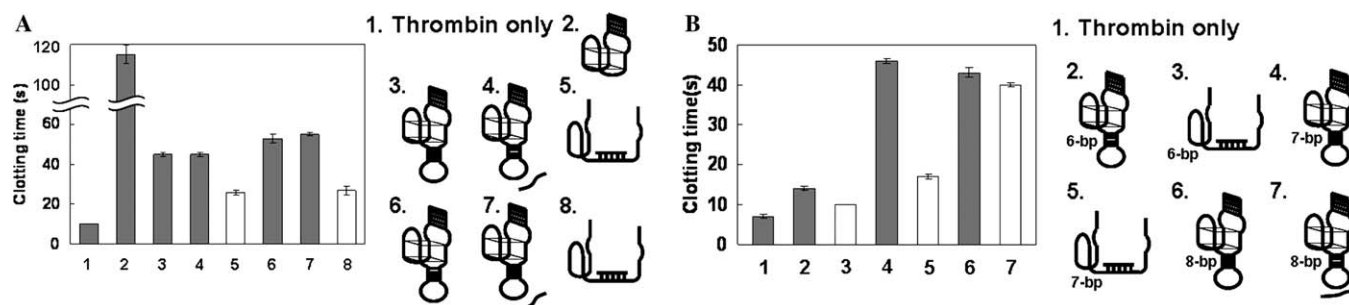 A
Clotting time (s)
120
100
60
40
20
0
1 2 3 4 5 6 7 8
1. Thrombin only 2.
3. 4. 5.
6. 7. 8.
B
Clotting time(s)
50
40
30
20
10
0
1 2 3 4 5 6 7
1. Thrombin only
2. 3. 4.
6-bp 6-bp 7-bp
5. 6. 7.
7-bp 8-bp 8-bp